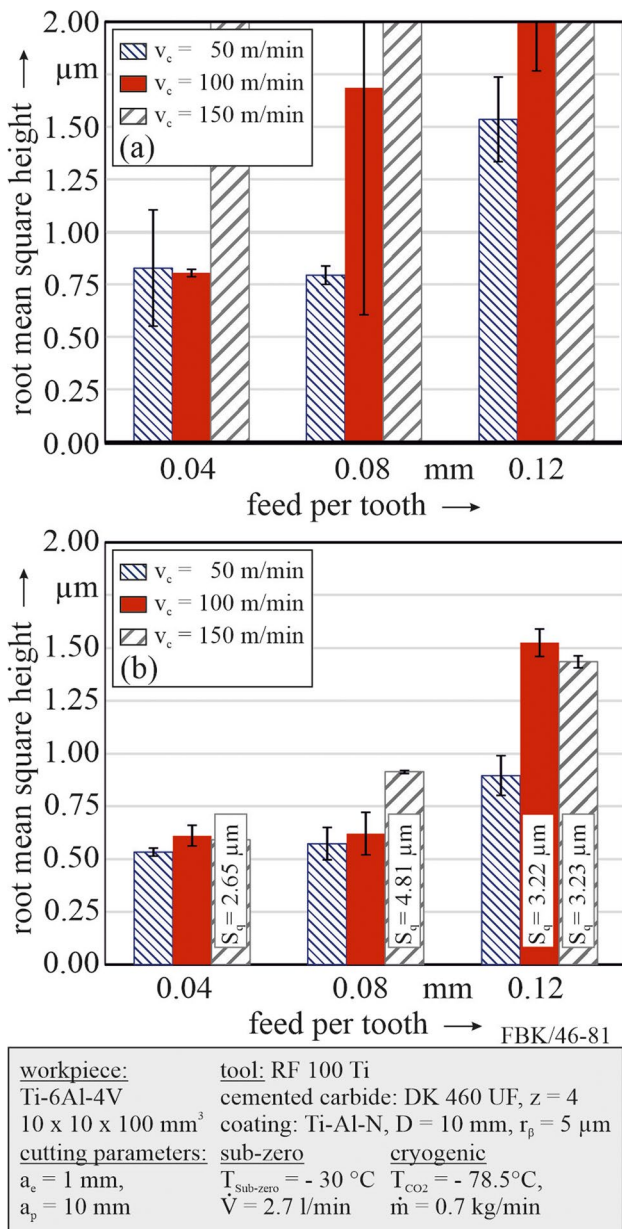 2.00
μm
1.50
1.25
1.00
0.75
0.50
0.25
0.00
root mean square height →
v_c = 50 m/min
v_c = 100 m/min
v_c = 150 m/min
(a)
0.04 0.08 mm 0.12
feed per tooth →
2.00
μm
1.50
1.25
1.00
0.75
0.50
0.25
0.00
root mean square height →
v_c = 50 m/min
v_c = 100 m/min
v_c = 150 m/min
(b)
S_q = 2.65 μm
S_q = 4.81 μm
S_q = 3.22 μm
S_q = 3.23 μm
0.04 0.08 mm 0.12
feed per tooth →
FBK/46-81
workpiece: tool: RF 100 Ti
Ti-6Al-4V cemented carbide: DK 460 UF, z = 4
10 x 10 x 100 mm³ coating: Ti-Al-N, D = 10 mm, r_β = 5 μm
cutting parameters: sub-zero cryogenic
a_e = 1 mm, T_Sub-zero = - 30 °C T_CO2 = - 78.5°C,
a_p = 10 mm V̇ = 2.7 l/min ṁ = 0.7 kg/min